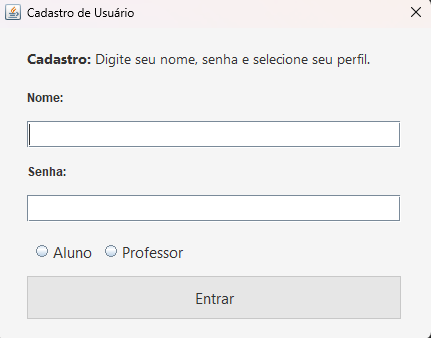 Cadastro de Usuário
Cadastro: Digite seu nome, senha e selecione seu perfil.
Nome:
Senha:
Aluno Professor
Entrar